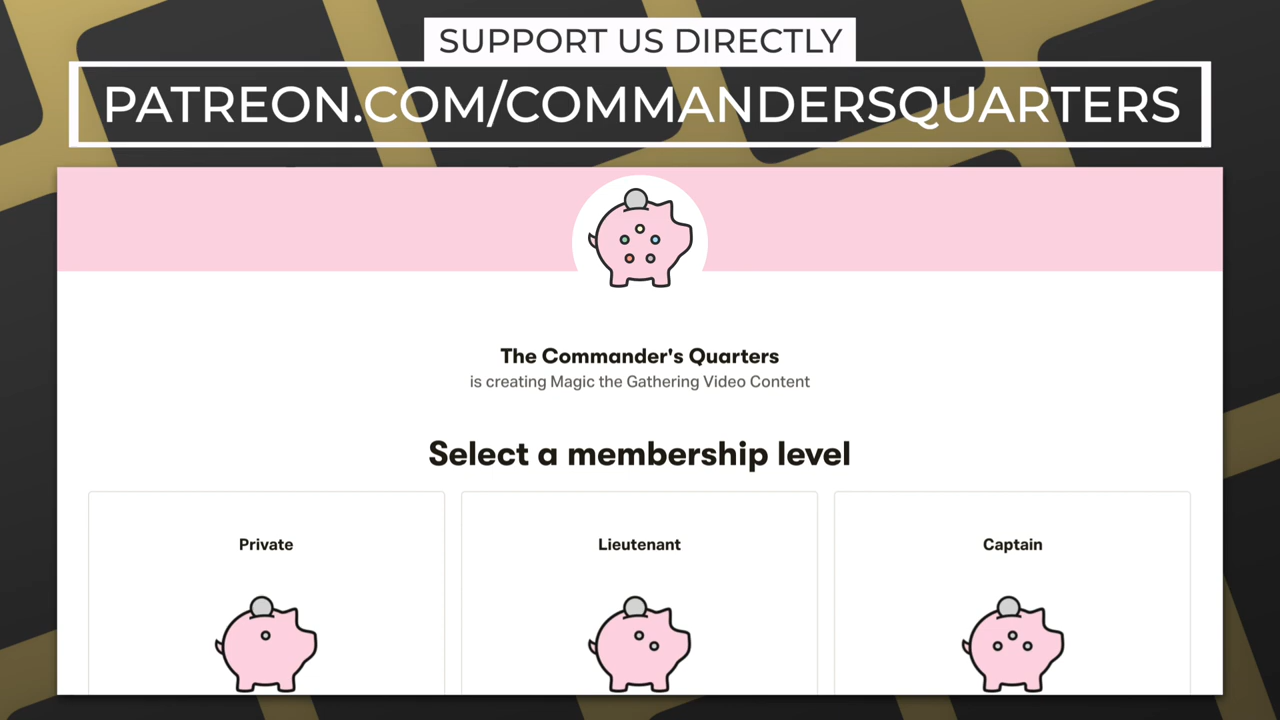 SUPPORT US DIRECTLY
PATREON.COM/COMMANDERSQUARTERS
The Commander's Quarters
is creating Magic the Gathering Video Content
Select a membership level
Private
Lieutenant
Captain